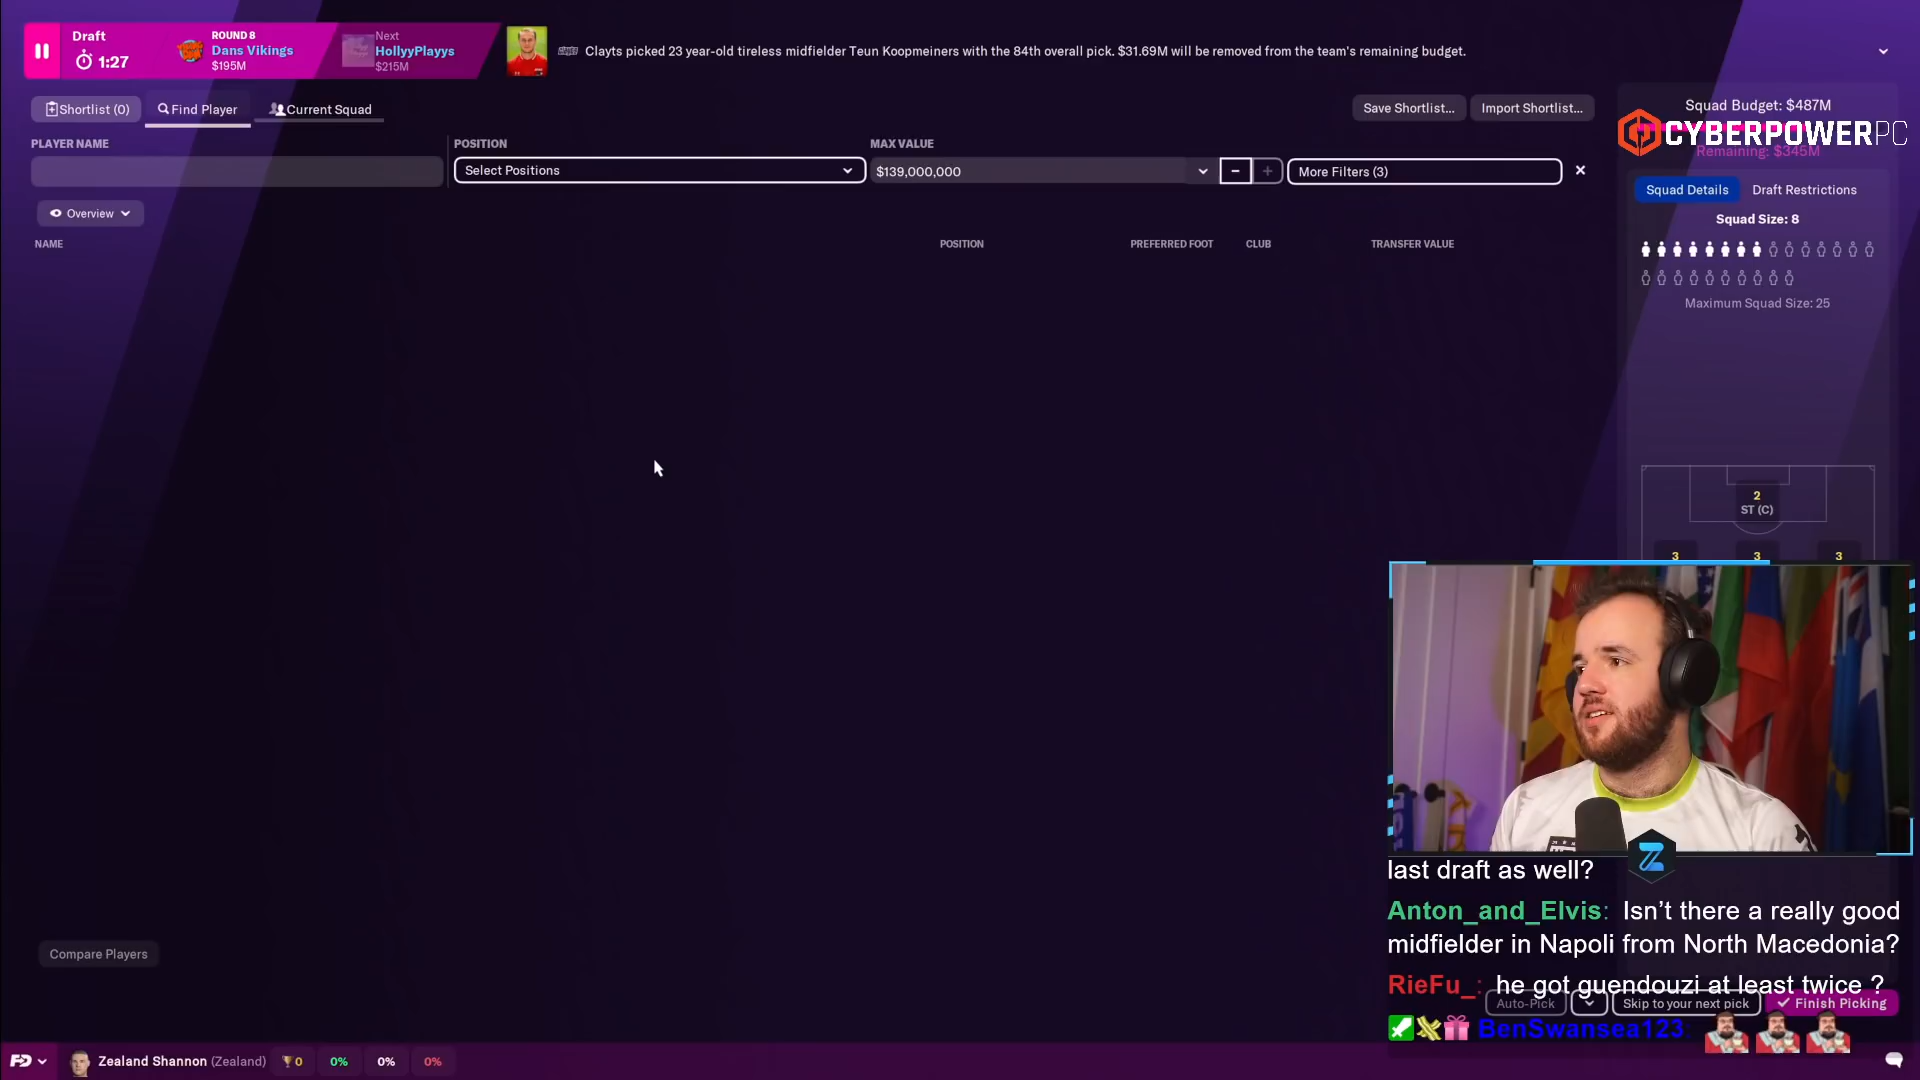 Draft
1:27
ROUND 8
Dans Vikings
$195M
Next
HollyyPlayys
$215M
Clayts picked 23 year-old tireless midfielder Teun Koopmeiners with the 84th overall pick. $31.69M will be removed from the team's remaining budget.
Shortlist (0)
Find Player
Current Squad
Save Shortlist...
Import Shortlist...
Squad Budget: $487M
CYBERPOWERPC
Remaining: $345M
PLAYER NAME
POSITION
MAX VALUE
Select Positions
$139,000,000
More Filters (3)
Squad Details
Draft Restrictions
Overview
Squad Size: 8
NAME
POSITION
PREFERRED FOOT
CLUB
TRANSFER VALUE
Maximum Squad Size: 25
2
ST (C)
3
3
3
last draft as well?
Anton_and_Elvis: Isn't there a really good
midfielder in Napoli from North Macedonia?
RieFu_: he got guendouzi at least twice ?
Compare Players
Auto-Pick
Skip to your next pick
Finish Picking
BenSwansea123:
FD
Zealand Shannon (Zealand)
0
0%
0%
0%